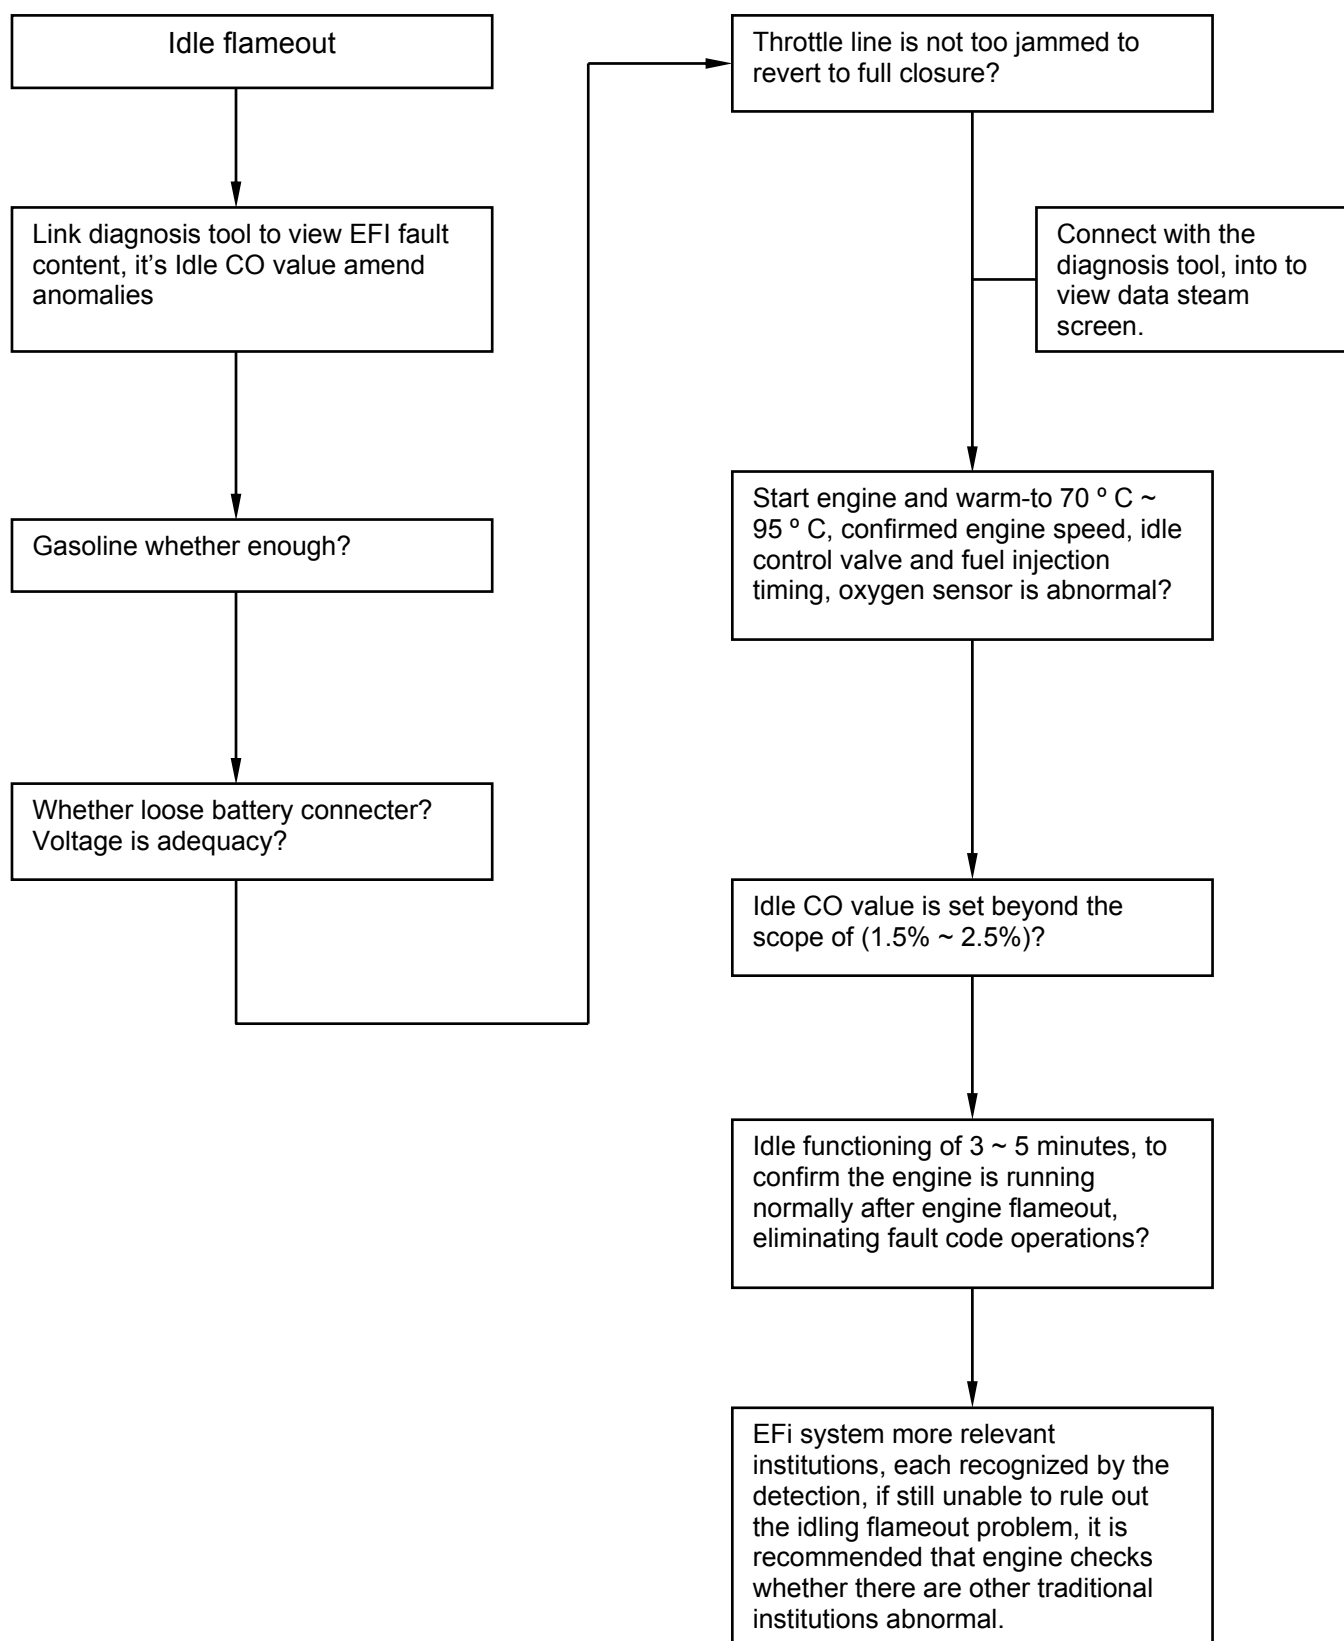 Idle flameout
Link diagnosis tool to view EFI fault
content, it’s Idle CO value amend
anomalies
Gasoline whether enough?
Whether loose battery connecter?
Voltage is adequacy?
Throttle line is not too jammed to
revert to full closure?
Connect with the
diagnosis tool, into to
view data steam
screen.
Start engine and warm-to 70 º C ~
95 º C, confirmed engine speed, idle
control valve and fuel injection
timing, oxygen sensor is abnormal?
Idle CO value is set beyond the
scope of (1.5% ~ 2.5%)?
Idle functioning of 3 ~ 5 minutes, to
confirm the engine is running
normally after engine flameout,
eliminating fault code operations?
EFi system more relevant
institutions, each recognized by the
detection, if still unable to rule out
the idling flameout problem, it is
recommended that engine checks
whether there are other traditional
institutions abnormal.